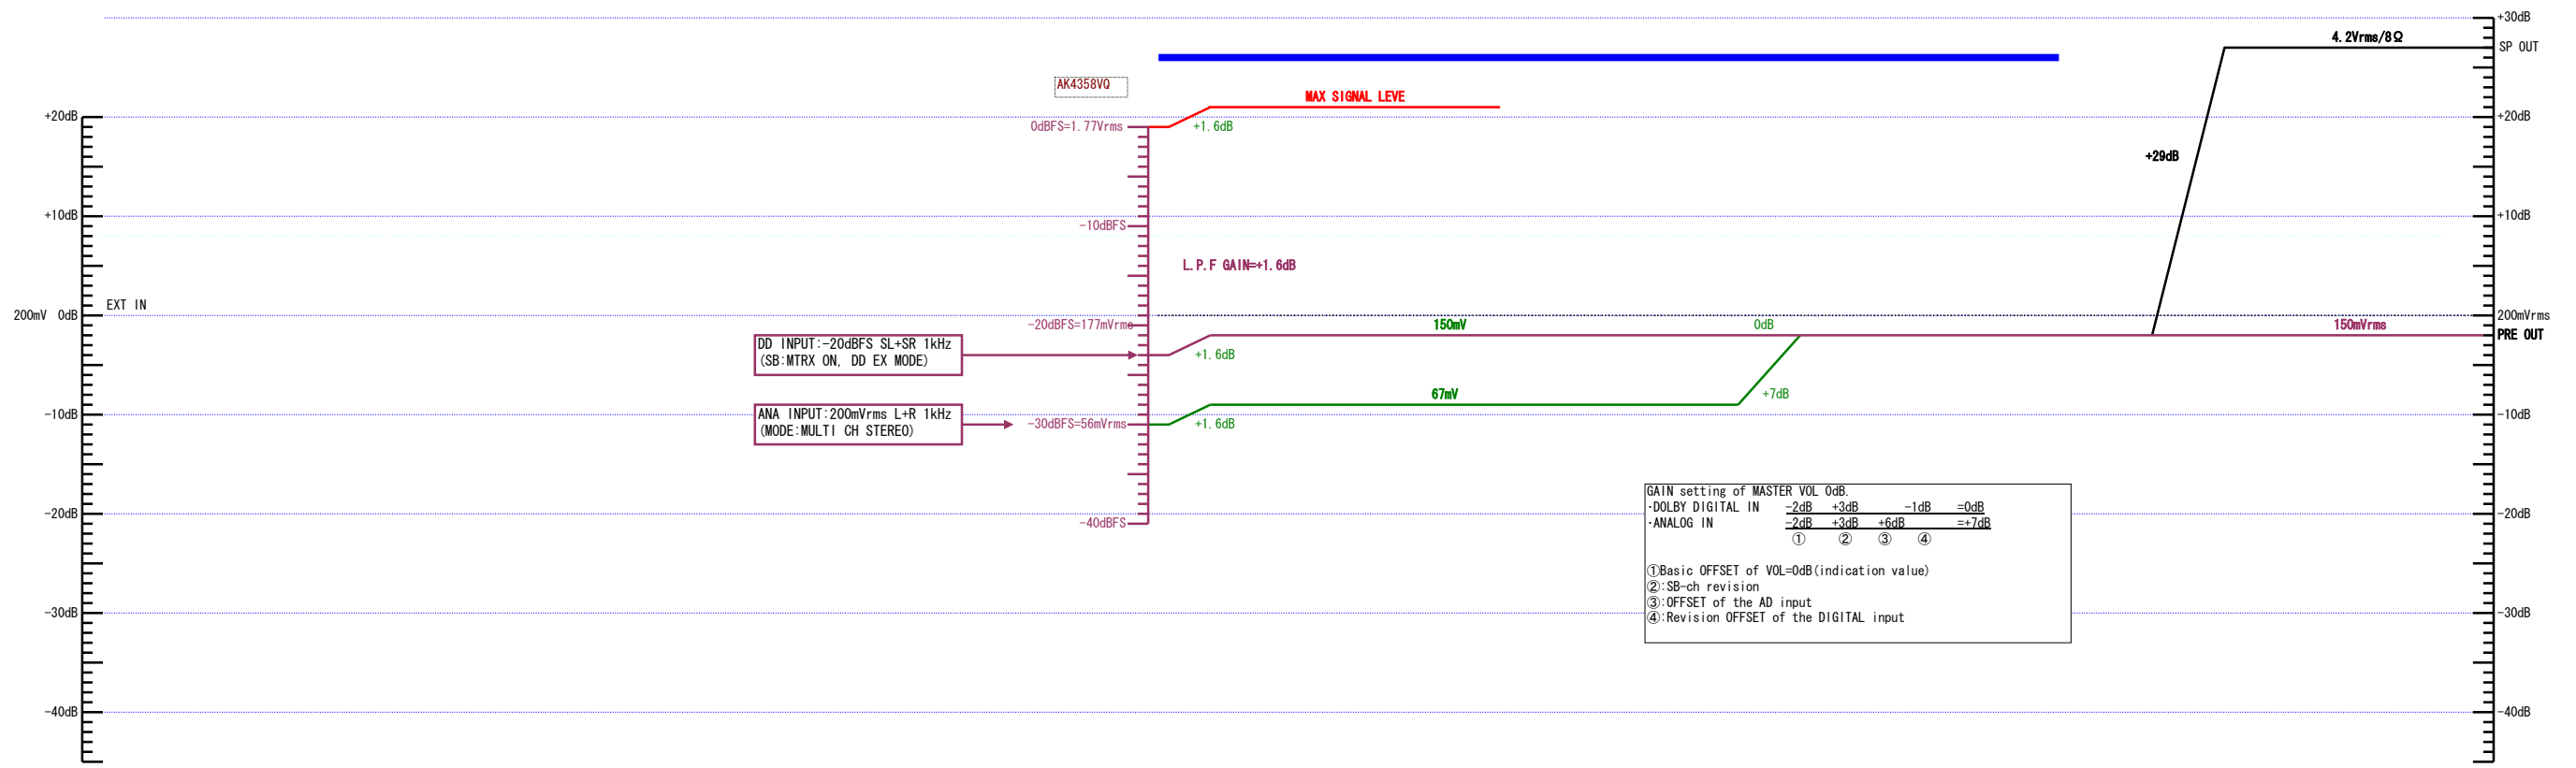 +30dB
4.2Vrms/8Ω
SP OUT
AK4358VQ
MAX SIGNAL LEVE
+20dB
+20dB
0dBFS=1.77Vrms
+1.6dB
+29dB
+10dB
+10dB
-10dBFS
L.P.F GAIN=+1.6dB
EXT IN
200mV 0dB
200mVrms
-20dBFS=177mVrms
150mV
0dB
150mVrms
PRE OUT
DD INPUT:-20dBFS SL+SR 1kHz
(SB:MTRX ON, DD EX MODE)
+1.6dB
67mV
+7dB
-10dB
-10dB
ANA INPUT:200mVrms L+R 1kHz
(MODE:MULTI CH STEREO)
-30dBFS=56mVrms
+1.6dB
GAIN setting of MASTER VOL 0dB.
·DOLBY DIGITAL IN -2dB +3dB -1dB =0dB
·ANALOG IN -2dB +3dB +6dB =+7dB
① ② ③ ④
-20dB
-20dB
-40dBFS
①Basic OFFSET of VOL=0dB(indication value)
②:SB-ch revision
③:OFFSET of the AD input
④:Revision OFFSET of the DIGITAL input
-30dB
-30dB
-40dB
-40dB